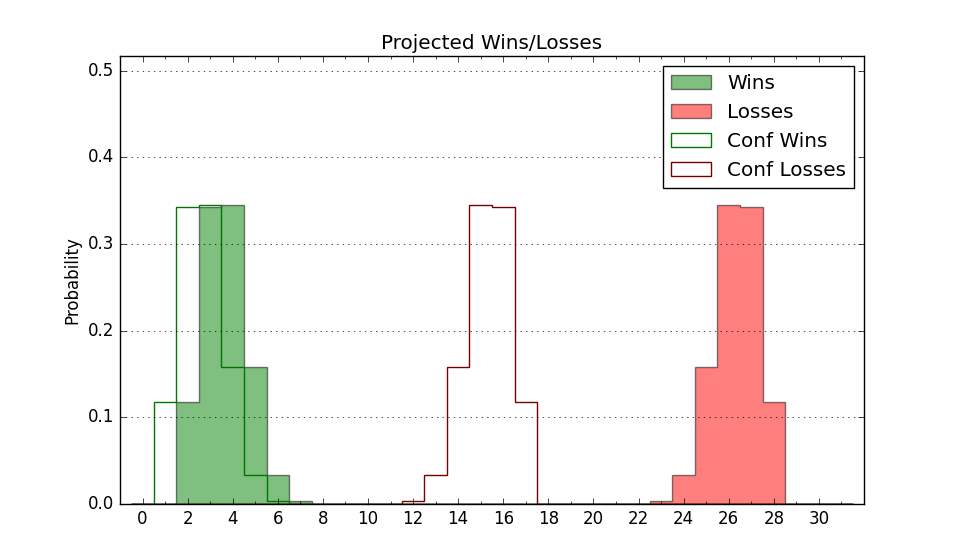 Projected Wins/Losses
0.5
0.4
0.3
0.2
0.1
0.0
Probability
Wins
Losses
Conf Wins
Conf Losses
0 2 4 6 8 10 12 14 16 18 20 22 24 26 28 30